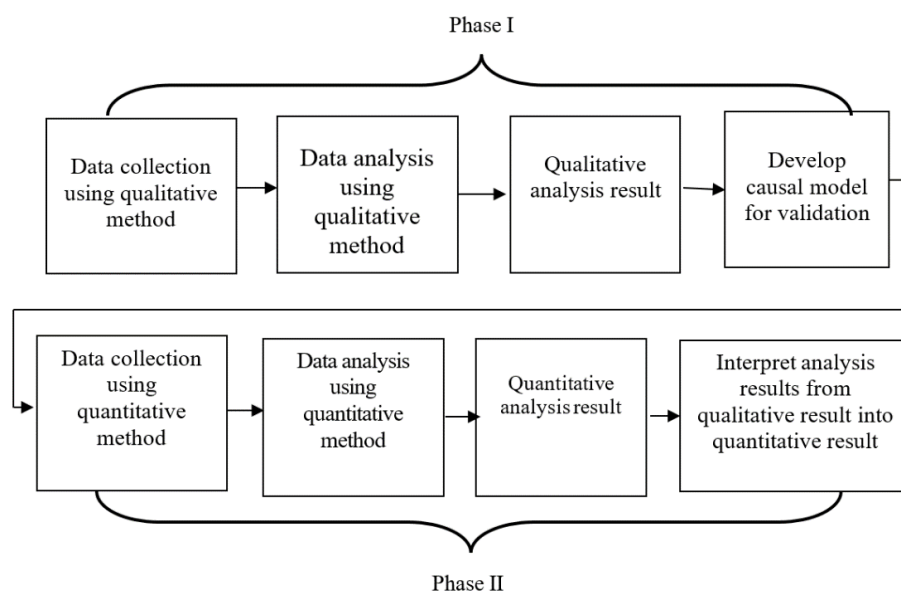 Phase I
Data collection
using qualitative
method
Data analysis
using
qualitative
method
Qualitative
analysis result
Develop
causal model
for validation
Data collection
using
quantitative
method
Data analysis
using
quantitative
method
Quantitative
analysis result
Interpret analysis
results from
qualitative result into
quantitative result
Phase II